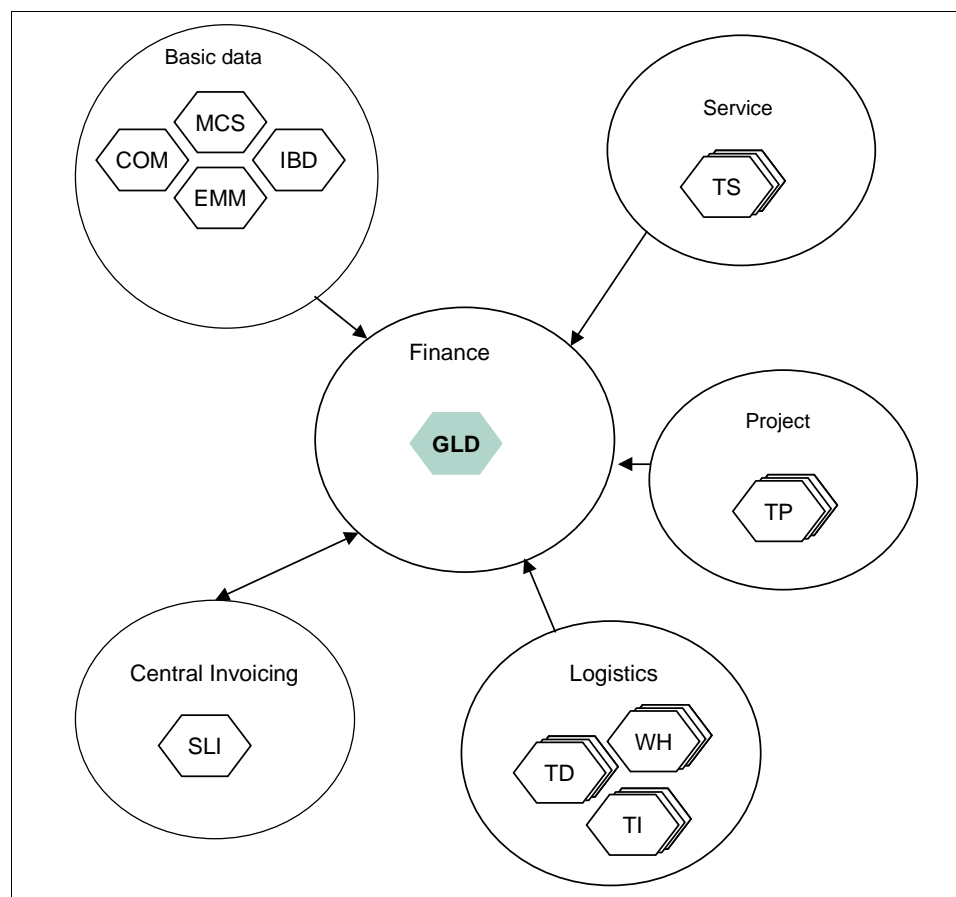 Basic data
MCS
COM
IBD
EMM
Service
TS
Finance
GLD
Project
TP
Central Invoicing
SLI
Logistics
WH
TD
TI